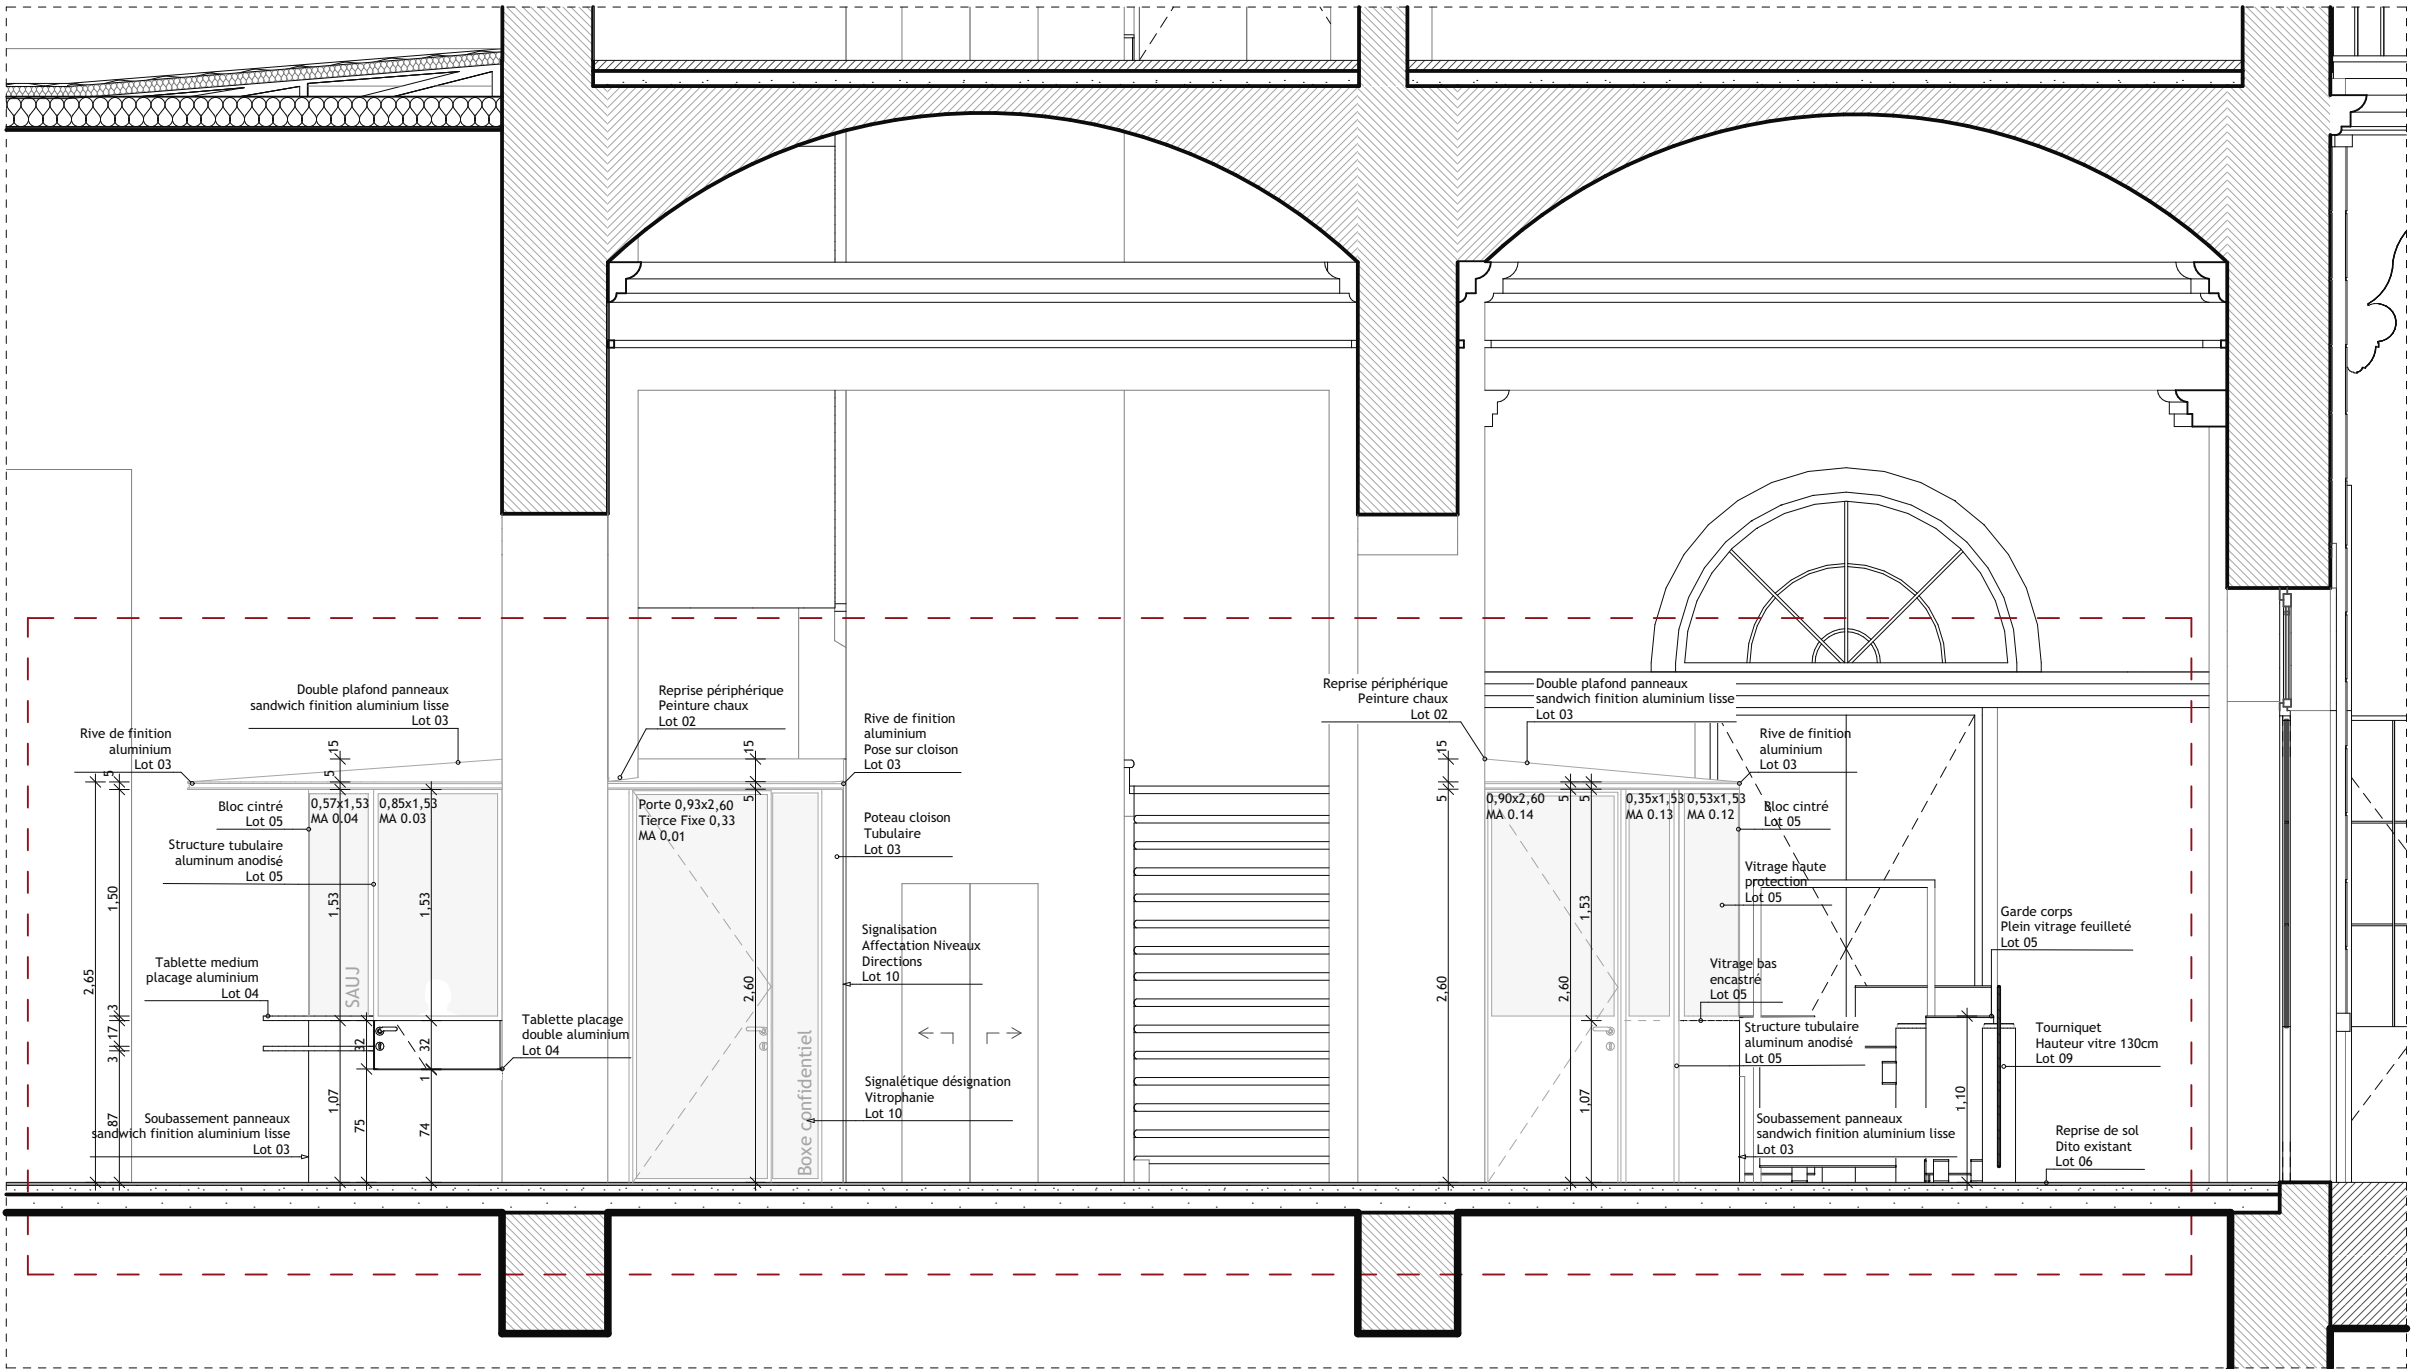 Double plafond panneaux
sandwich finition aluminium lisse
Lot 03
Rive de finition
aluminium
Lot 03
Bloc cintré
Lot 05
Structure tubulaire
aluminum anodisé
Lot 05
Tablette medium
placage aluminium
Lot 04
Soubassement panneaux
sandwich finition aluminium lisse
Lot 03
0,57x1,53
MA 0.04
0,85x1,53
MA 0.03
SAUJ
2,65
5
1,50
3
17
3
87
15
5
1,53
1,07
32
75
1,53
32
1
74
Tablette placage
double aluminium
Lot 04
Reprise périphérique
Peinture chaux
Lot 02
Porte 0,93x2,60
Tierce Fixe 0,33
MA 0.01
15
5
2,60
Boxe confidentiel
Rive de finition
aluminium
Pose sur cloison
Lot 03
Poteau cloison
Tubulaire
Lot 03
Signalisation
Affectation Niveaux
Directions
Lot 10
Signalétique désignation
Vitrophanie
Lot 10
Reprise périphérique
Peinture chaux
Lot 02
Double plafond panneaux
sandwich finition aluminium lisse
Lot 03
Rive de finition
aluminium
Lot 03
15
5
2,60
0,90x2,60
MA 0.14
5
5
2,60
1,53
1,07
0,35x1,53
MA 0.13
0,53x1,53
MA 0.12
Bloc cintré
Lot 05
Vitrage haute
protection
Lot 05
Vitrage bas
encastré
Lot 05
Structure tubulaire
aluminum anodisé
Lot 05
Soubassement panneaux
sandwich finition aluminium lisse
Lot 03
1,10
Garde corps
Plein vitrage feuilleté
Lot 05
Tourniquet
Hauteur vitre 130cm
Lot 09
Reprise de sol
Dito existant
Lot 06